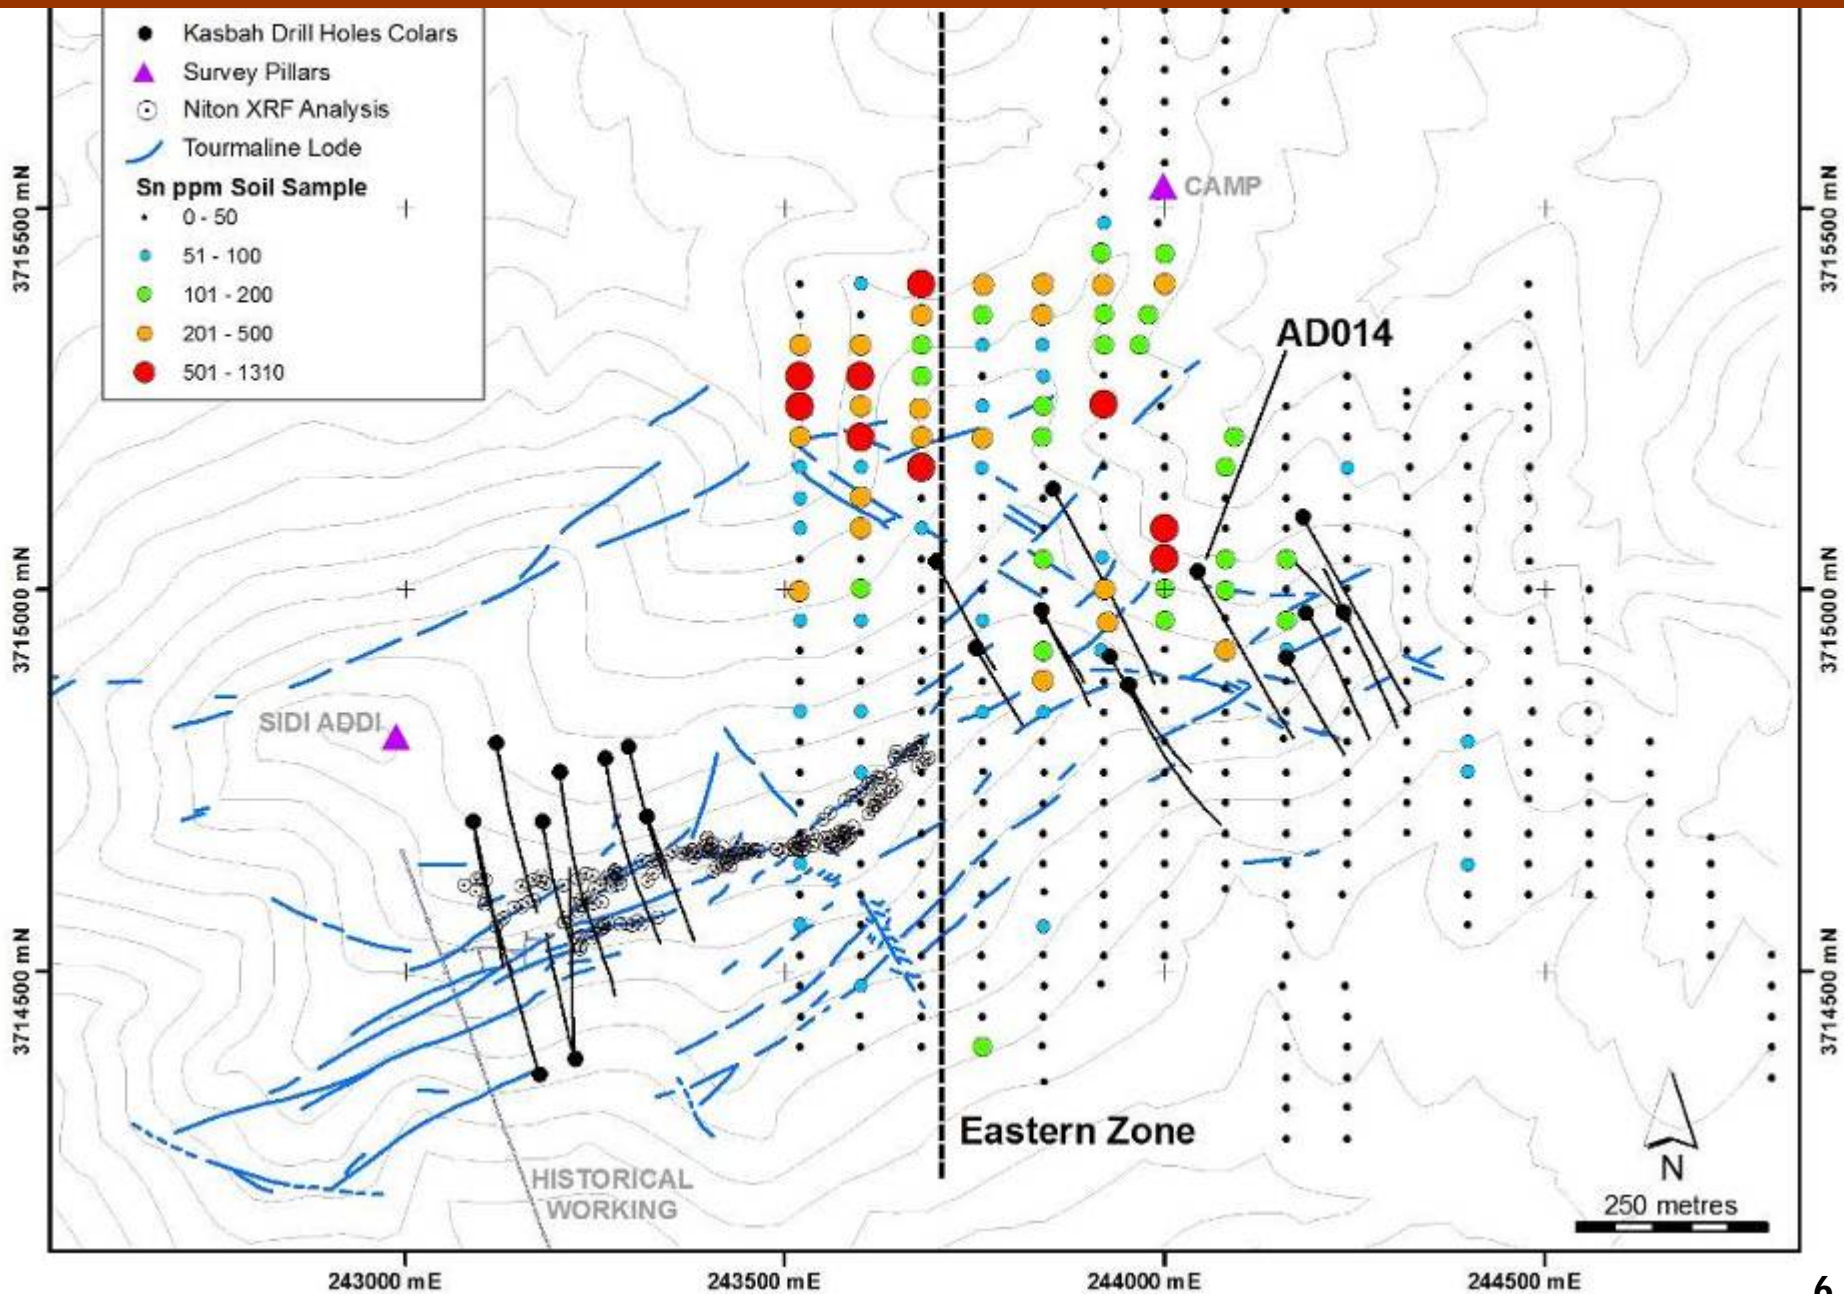 Kasbah Drill Holes Colars
Survey Pillars
Niton XRF Analysis
Tourmaline Lode
Sn ppm Soil Sample
0 - 50
51 - 100
101 - 200
201 - 500
501 - 1310
3715500 mN
3715500 mN
CAMP
AD014
3715000 mN
3715000 mN
SIDI ADDI
3714500 mN
3714500 mN
Eastern Zone
HISTORICAL
WORKING
N
250 metres
243000 mE
243500 mE
244000 mE
244500 mE
6